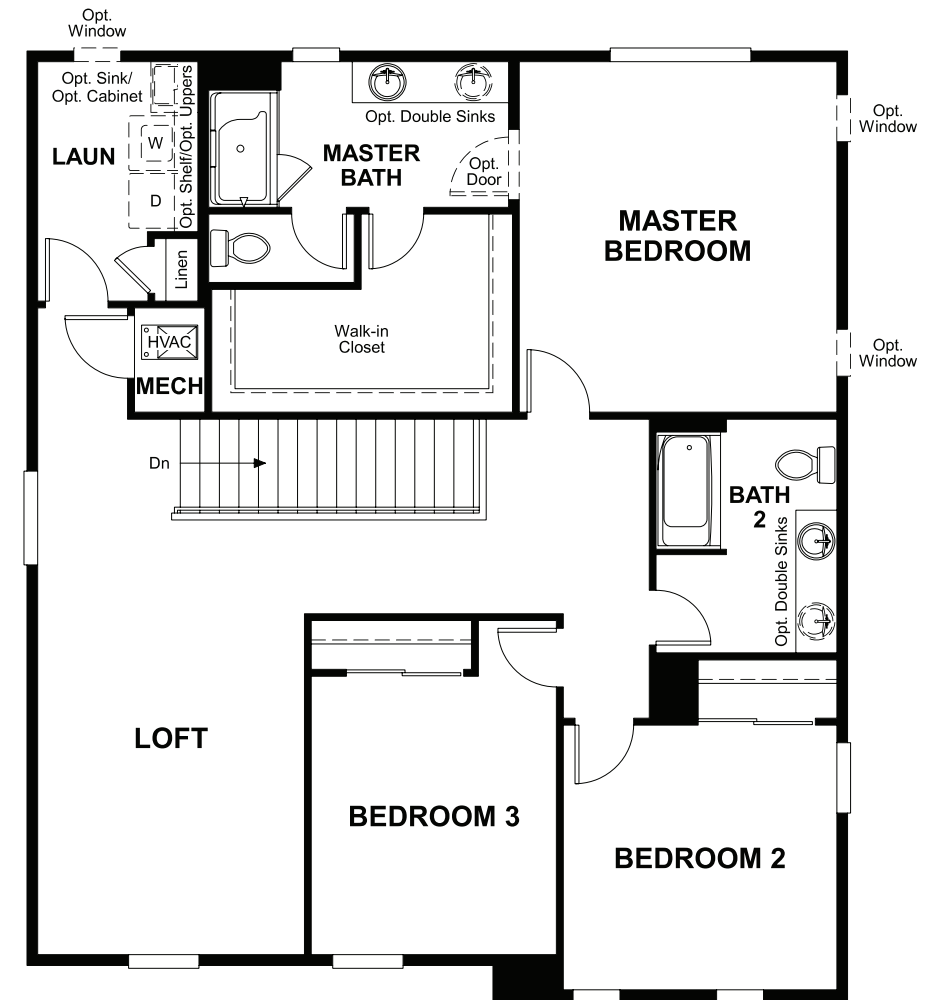 Opt.
Window
Opt. Sink/
Opt. Cabinet
Opt. Shelf/Opt. Uppers
W
D
LAUN
Linen
Opt. Double Sinks
MASTER
BATH
Opt.
Door
MASTER
BEDROOM
Opt.
Window
Opt.
Window
Walk-in
Closet
HVAC
MECH
Dn
BATH
2
Opt. Double Sinks
LOFT
BEDROOM 3
BEDROOM 2